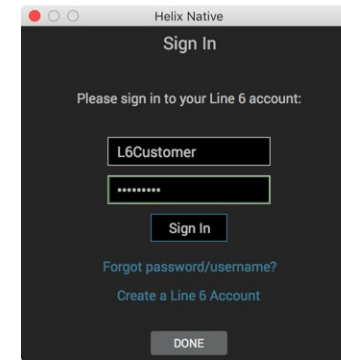 Helix Native
Sign In
Please sign in to your Line 6 account:
L6Customer
•••••••••
Sign In
Forgot password/username?
Create a Line 6 Account
DONE